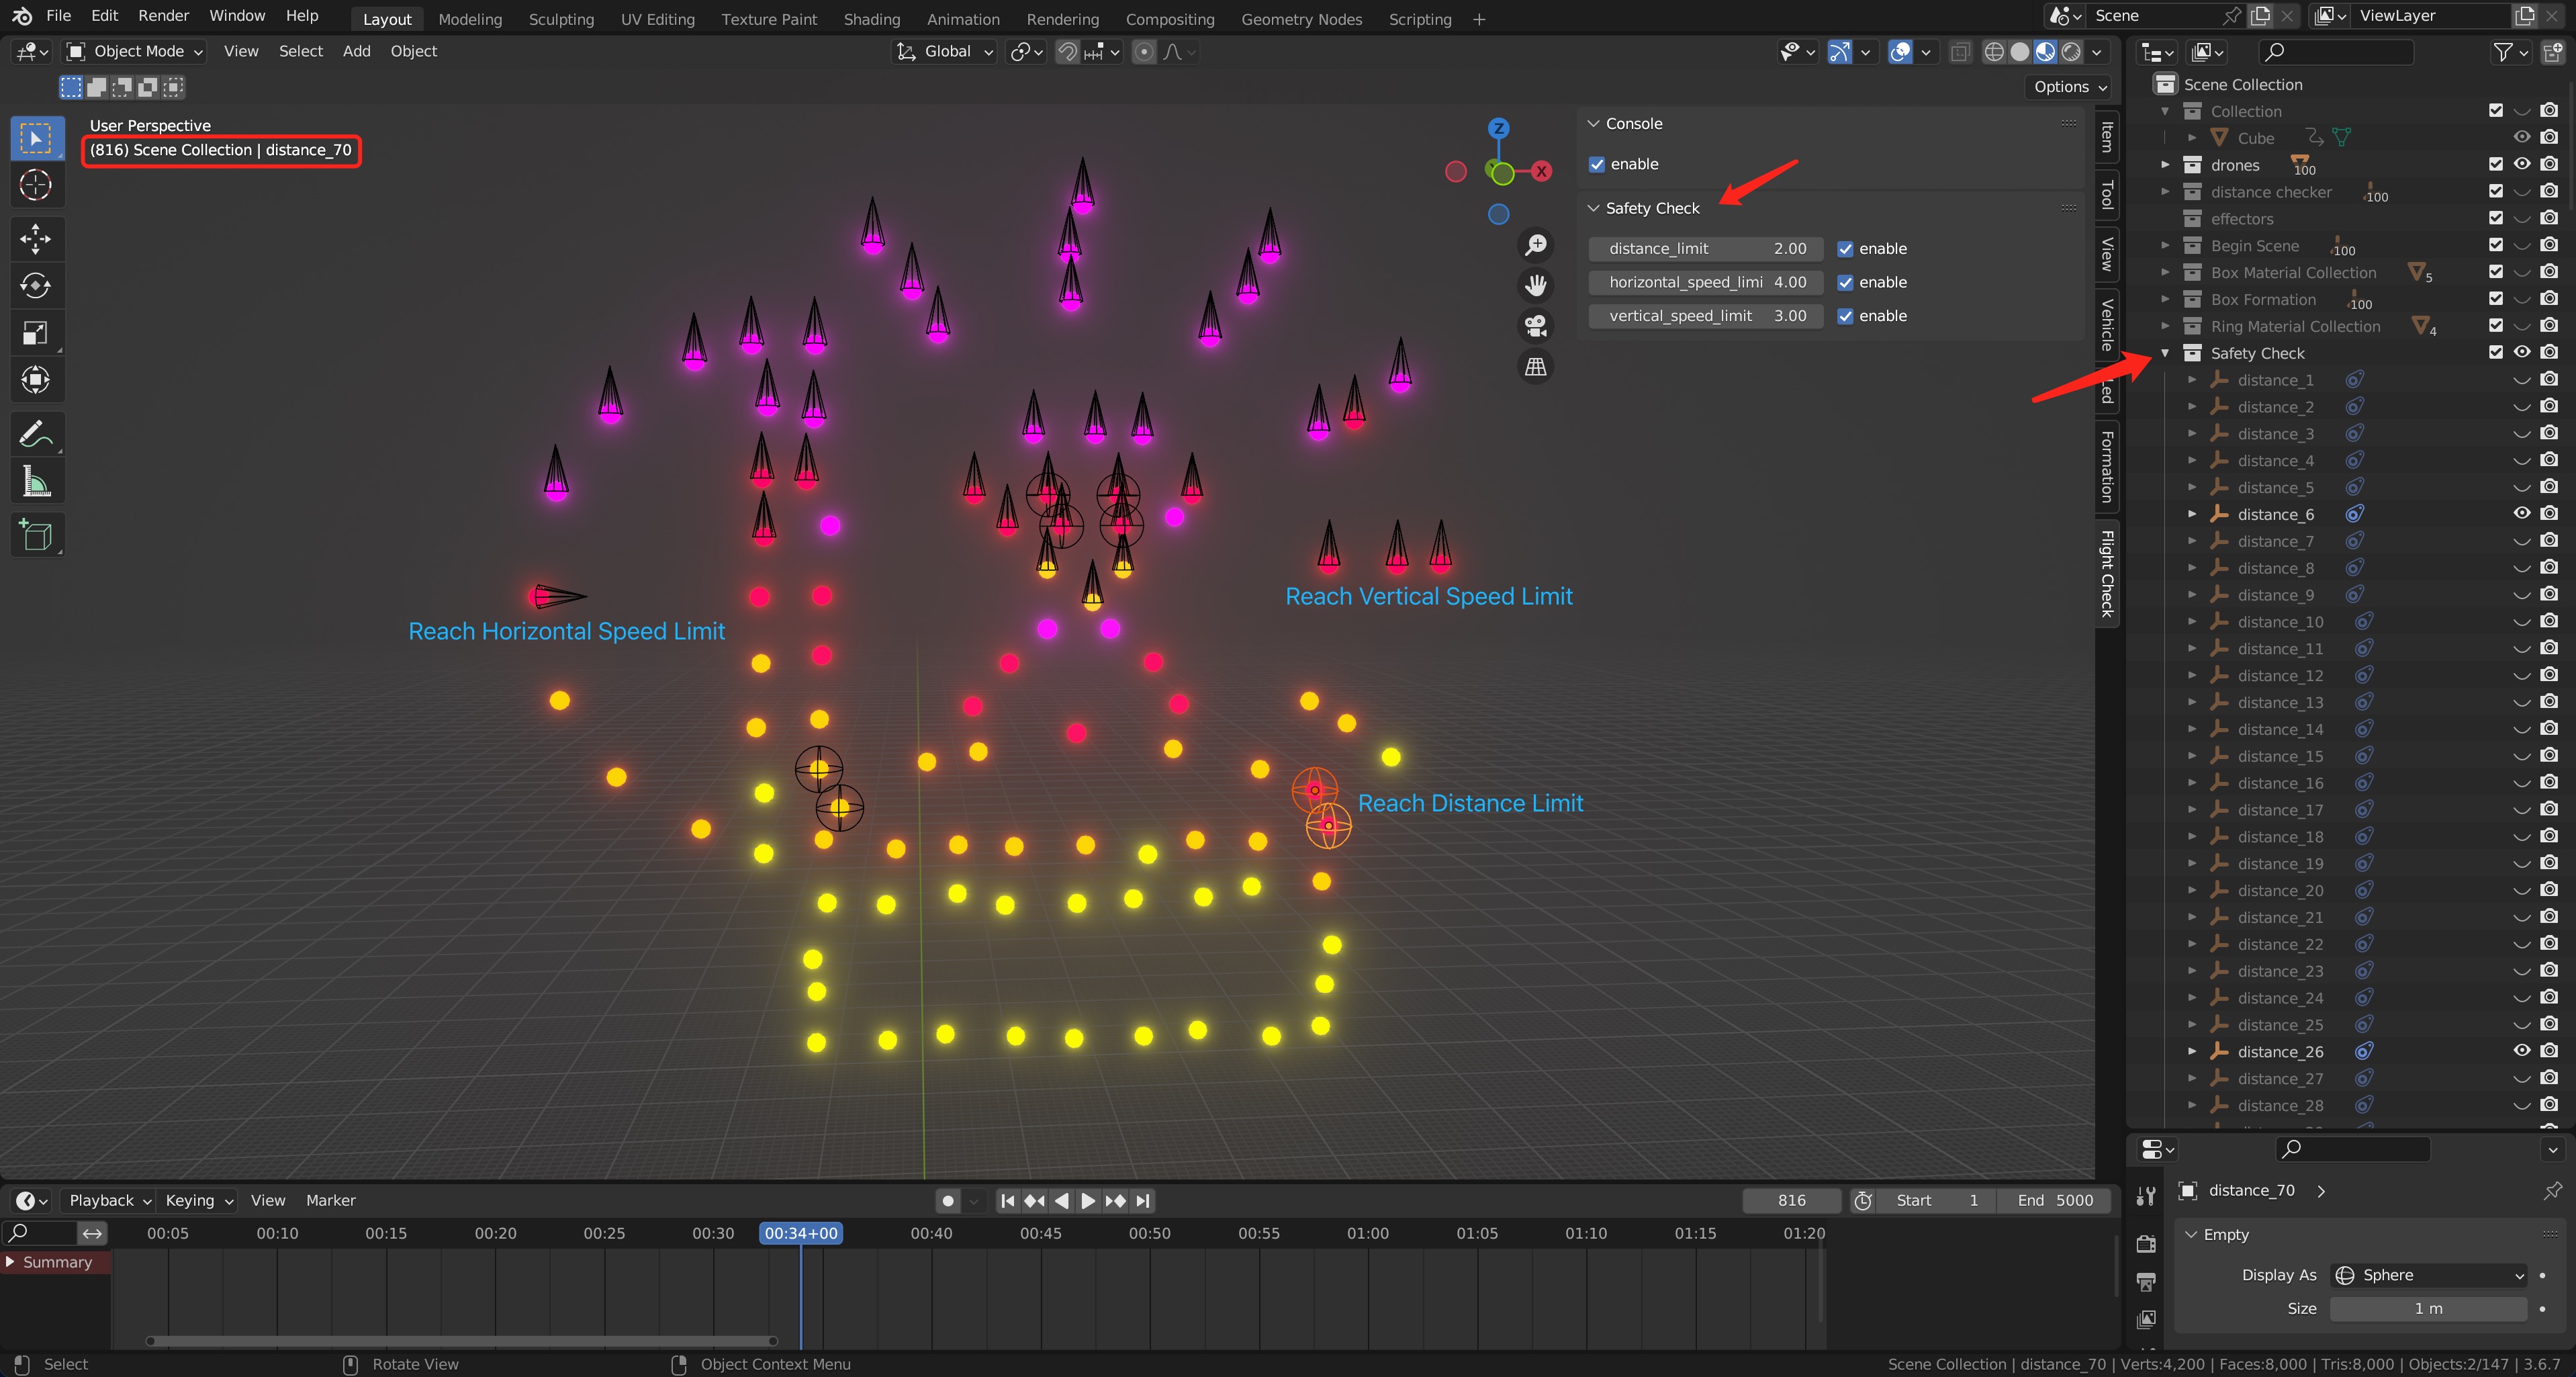 File Edit Render Window Help Layout Modeling Sculpting UV Editing Texture Paint Shading Animation Rendering Compositing Geometry Nodes Scripting + Scene ViewLayer
Object Mode View Select Add Object Global
Options
User Perspective
(816) Scene Collection | distance_70
Z
X
Console
enable
Safety Check
distance_limit 2.00 enable
horizontal_speed_limi 4.00 enable
vertical_speed_limit 3.00 enable
Item
Tool
View
Vehicle
Led
Formation
Flight Check
Reach Horizontal Speed Limit
Reach Vertical Speed Limit
Reach Distance Limit
Scene Collection
Collection
Cube
drones 100
distance checker 100
effectors
Begin Scene 100
Box Material Collection 5
Box Formation 100
Ring Material Collection 4
Safety Check
distance_1
distance_2
distance_3
distance_4
distance_5
distance_6
distance_7
distance_8
distance_9
distance_10
distance_11
distance_12
distance_13
distance_14
distance_15
distance_16
distance_17
distance_18
distance_19
distance_20
distance_21
distance_22
distance_23
distance_24
distance_25
distance_26
distance_27
distance_28
distance_70
Empty
Display As Sphere
Size 1 m
Playback Keying View Marker 816 Start 1 End 5000
00:05 00:10 00:15 00:20 00:25 00:30 00:34+00 00:40 00:45 00:50 00:55 01:00 01:05 01:10 01:15 01:20
Summary
Select Rotate View Object Context Menu Scene Collection | distance_70 | Verts:4,200 | Faces:8,000 | Tris:8,000 | Objects:2/147 | 3.6.7